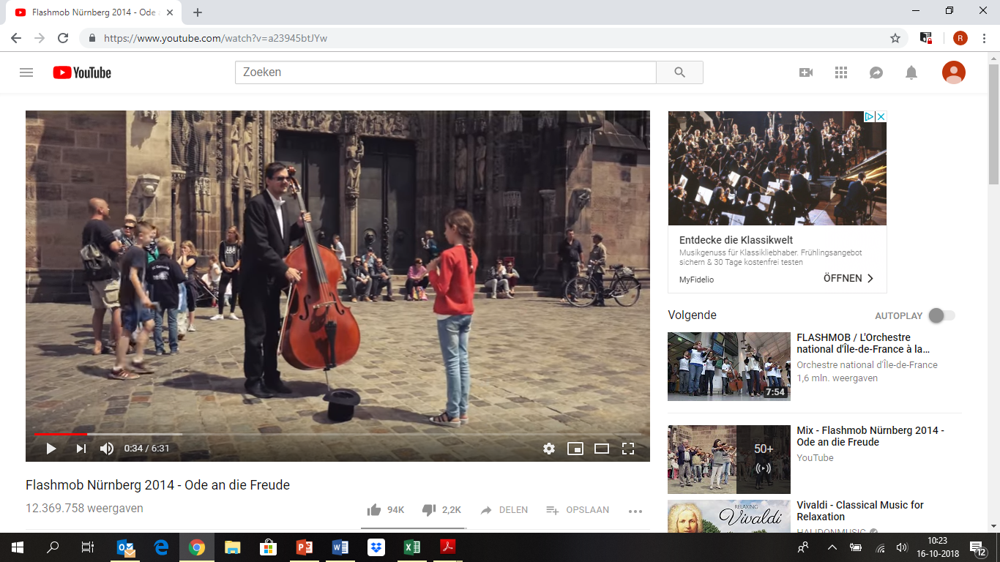 Flashmob Nürnberg 2014 - Ode
https://www.youtube.com/watch?v=a23945btJYw
R
YouTube
Zoeken
0:34 / 6:31
Flashmob Nürnberg 2014 - Ode an die Freude
12.369.758 weergaven
94K
2,2K
DELEN
OPSLAAN
Entdecke die Klassikwelt
Musikgenuss für Klassikliebhaber. Frühlingsangebot
sichern & 30 Tage kostenfrei testen
MyFidelio
ÖFFNEN
Volgende
AUTOPLAY
FLASHMOB / L'Orchestre
national d'Île-de-France à la...
Orchestre national d'Île-de-France
1,6 mln. weergaven
7:54
Mix - Flashmob Nürnberg 2014 -
Ode an die Freude
YouTube
50+
Vivaldi - Classical Music for
Relaxation
HALIDONMUSIC
RELAXING
Vivaldi
10:23
16-10-2018
12